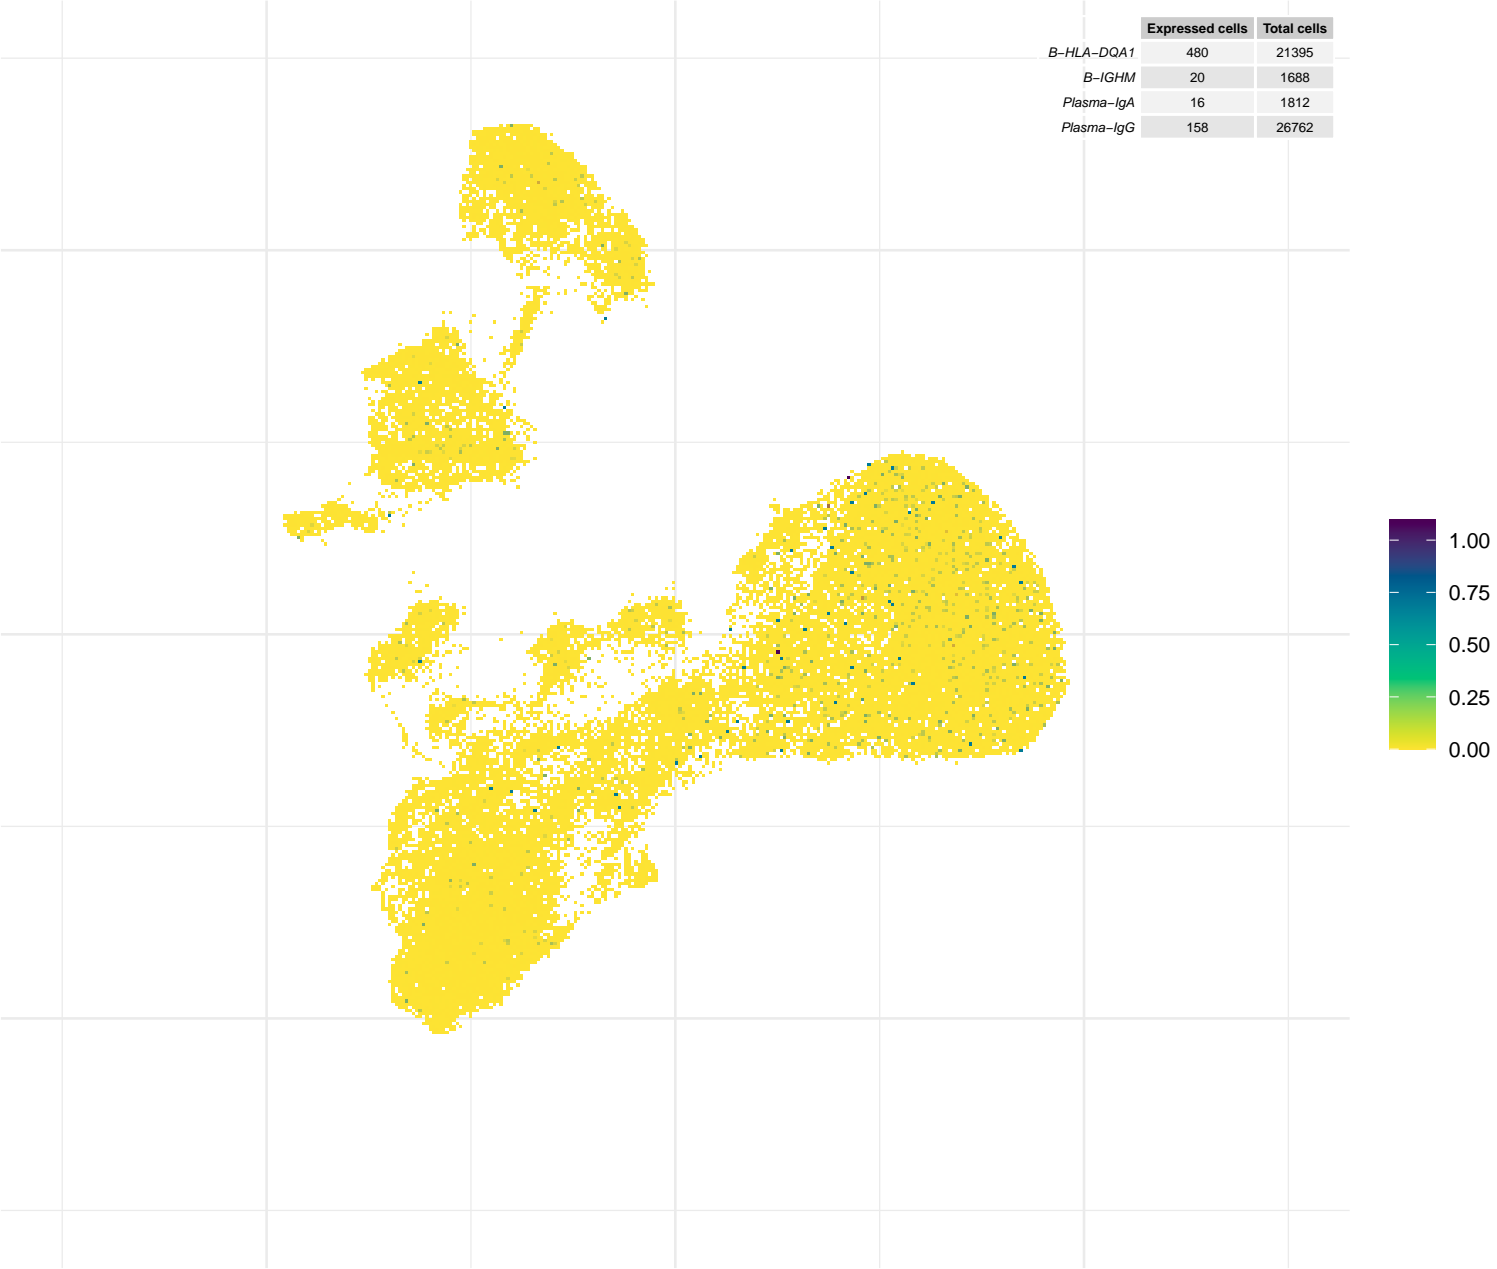 Expressed cells Total cells
B−HLA−DQA1 480 21395
B−IGHM 20 1688
Plasma−IgA 16 1812
Plasma−IgG 158 26762
1.00
0.75
0.50
0.25
0.00